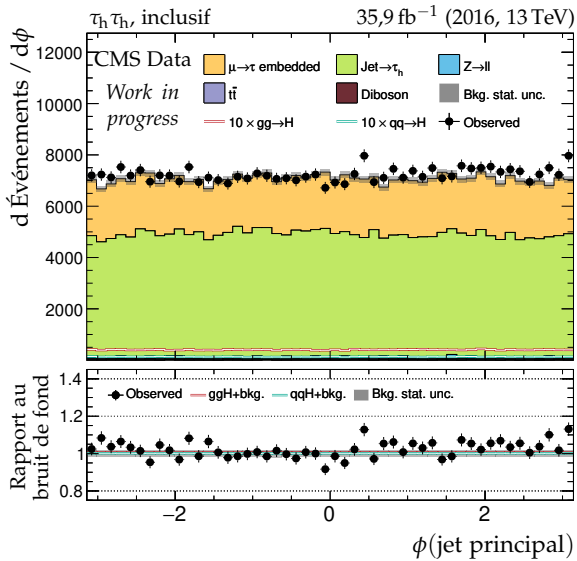 τhτh, inclusif 35,9 fb⁻¹ (2016, 13 TeV)
CMS Data
Work in
progress
μ→τ embedded Jet→τh Z→ll
tt̄ Diboson Bkg. stat. unc.
10 × gg→H 10 × qq→H Observed
d Événements / dϕ
12000
10000
8000
6000
4000
2000
Observed ggH+bkg. qqH+bkg. Bkg. stat. unc.
Rapport au
bruit de fond
1.4
1.2
1.0
0.8
−2 0 2
ϕ(jet principal)